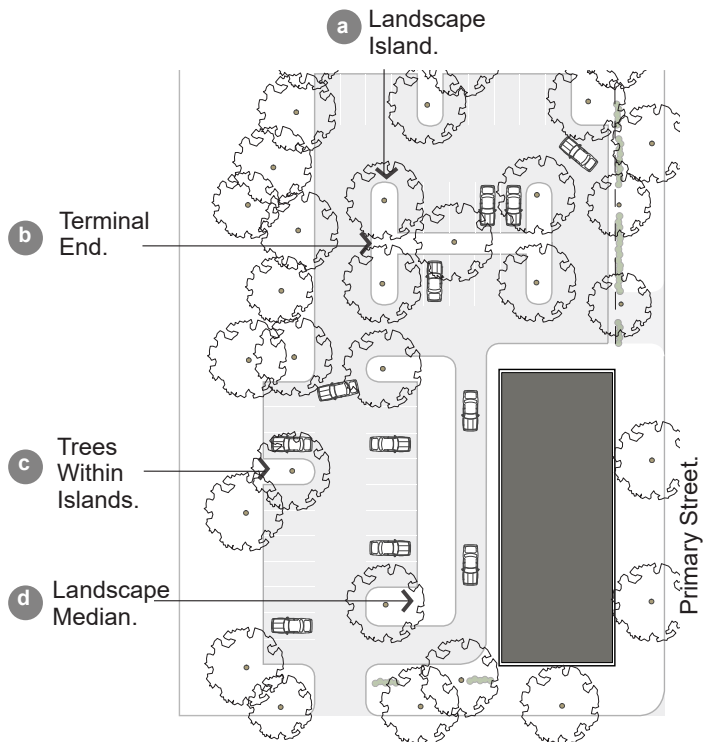 a
Landscape
Island.
b
Terminal
End.
c
Trees
Within
Islands.
d
Landscape
Median.
Primary Street.